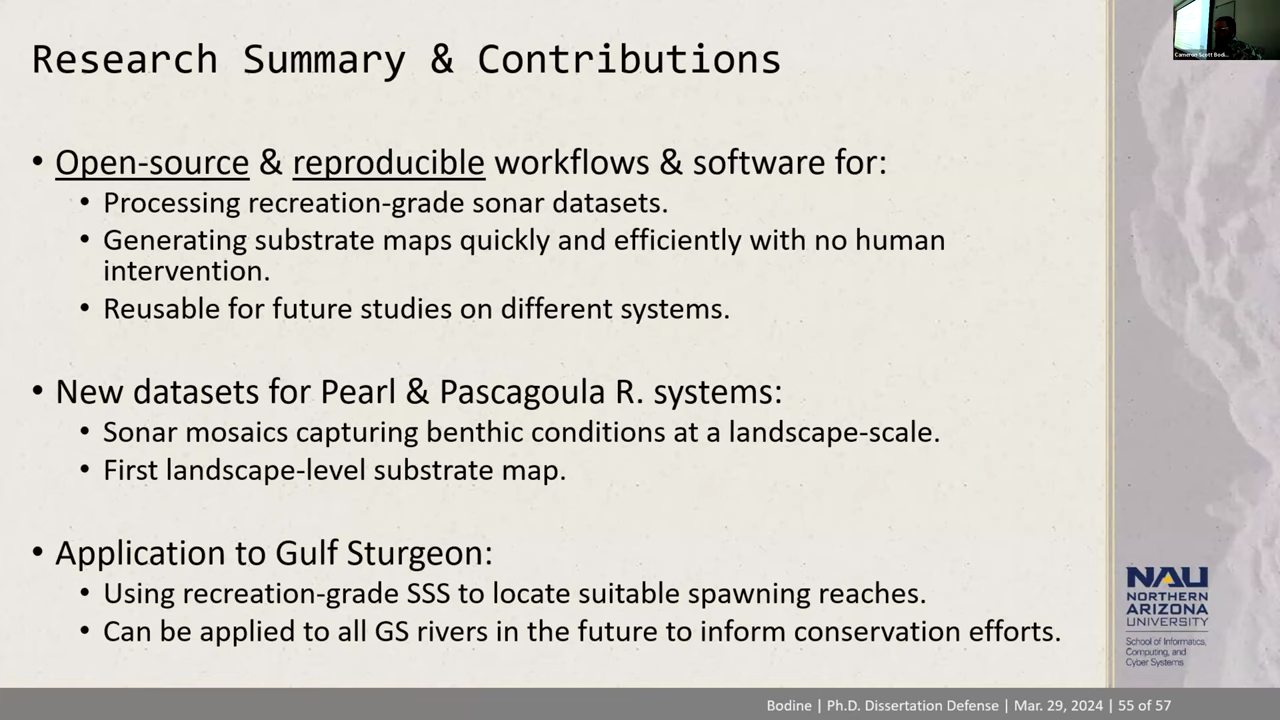 Research Summary & Contributions
• Open-source & reproducible workflows & software for:
• Processing recreation-grade sonar datasets.
• Generating substrate maps quickly and efficiently with no human
intervention.
• Reusable for future studies on different systems.
• New datasets for Pearl & Pascagoula R. systems:
• Sonar mosaics capturing benthic conditions at a landscape-scale.
• First landscape-level substrate map.
• Application to Gulf Sturgeon:
• Using recreation-grade SSS to locate suitable spawning reaches.
• Can be applied to all GS rivers in the future to inform conservation efforts.
Cameron Scott Bodi...
NAU
NORTHERN
ARIZONA
UNIVERSITY
School of Informatics,
Computing, and
Cyber Systems
Bodine | Ph.D. Dissertation Defense | Mar. 29, 2024 | 55 of 57